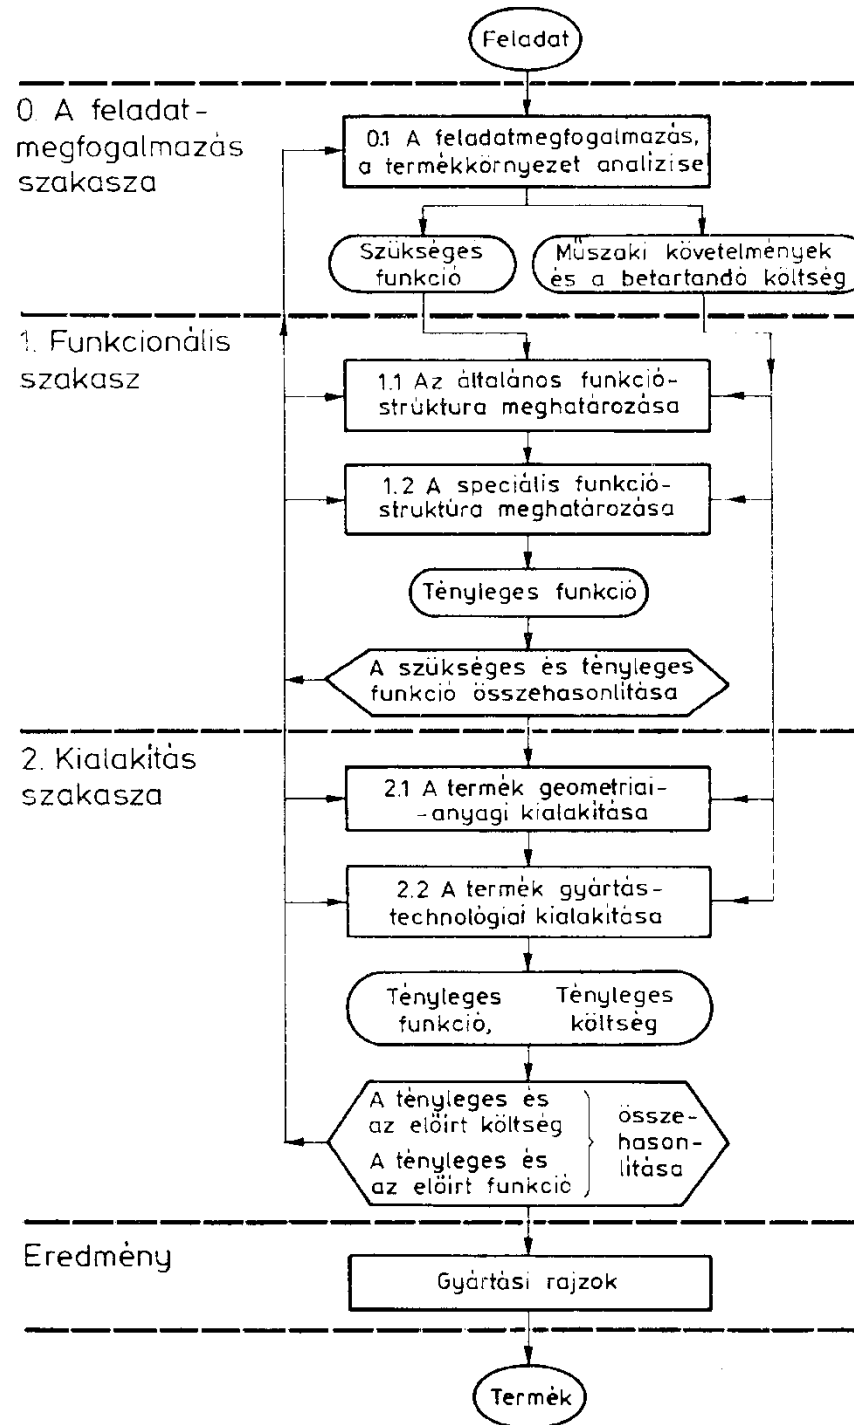 Feladat
0. A feladat-
megfogalmazás
szakasza
0.1 A feladatmegfogalmazás,
a termékkörnyezet analízise
Szükséges
funkció
Műszaki követelmények
és a betartandó költség
1. Funkcionális
szakasz
1.1 Az általános funkció-
strúktura meghatározása
1.2 A speciális funkció-
struktúra meghatározása
Tényleges funkció
A szükséges és tényleges
funkció összehasonlítása
2. Kialakítás
szakasza
2.1 A termék geometriai-
-anyagi kialakítása
2.2 A termék gyártás-
technológiai kialakítása
Tényleges
funkció,
Tényleges
költség
A tényleges és
az előírt költség
A tényleges és
az előírt funkció
össze-
hason-
lítása
Eredmény
Gyártási rajzok
Termék